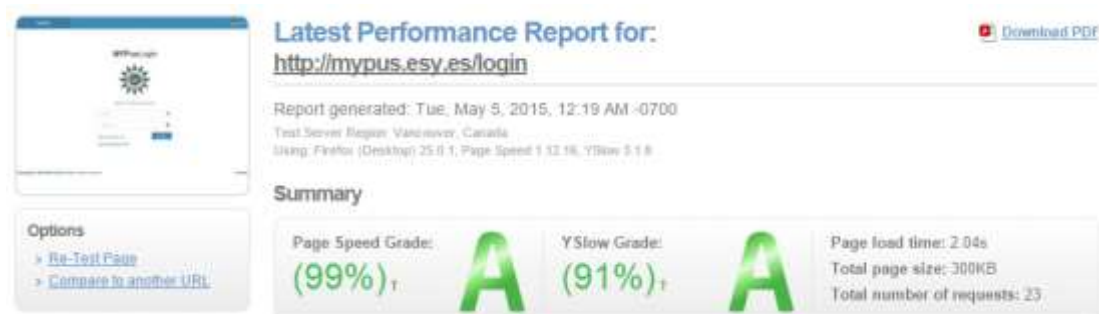 Latest Performance Report for:
Download PDF
http://mypus.esy.es/login
Report generated: Tue, May 5, 2015, 12:19 AM -0700
Test Server Region: Vancouver, Canada
Using: Firefox (Desktop) 25.0.1, Page Speed 1.12.16, YSlow 3.1.8
Summary
Options
Re-Test Page
Compare to another URL
Page Speed Grade:
(99%)
A
YSlow Grade:
(91%)
A
Page load time: 2.04s
Total page size: 300KB
Total number of requests: 23